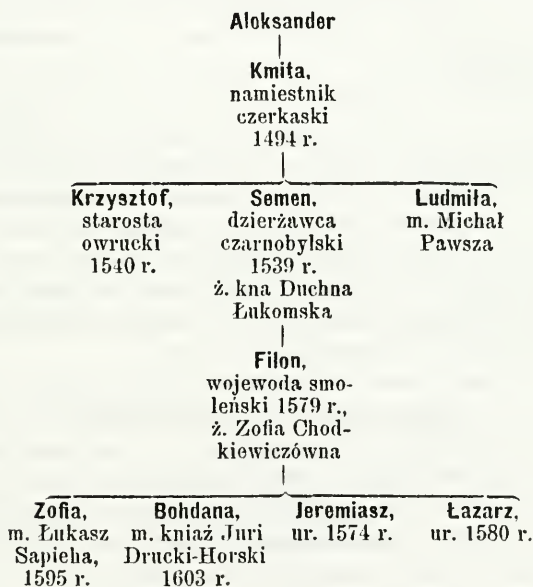 Aloksander
Kmita,
namiestnik
czerkaski
1494 r.
Krzysztof,
starosta
owrucki
1540 r.
Semen,
dzierżawca
czarnobylski
1539 r.
ż. kna Duchna
Łukomska
Ludmiła,
m. Michał
Pawsza
Filon,
wojewoda smo-
leński 1579 r.,
ż. Zofia Chod-
kiewiczówna
Zofia,
m. Łukasz
Sapieha,
1595 r.
Bohdana,
m. kniaź Juri
Drucki-Horski
1603 r.
Jeremiasz,
ur. 1574 r.
Łazarz,
ur. 1580 r.